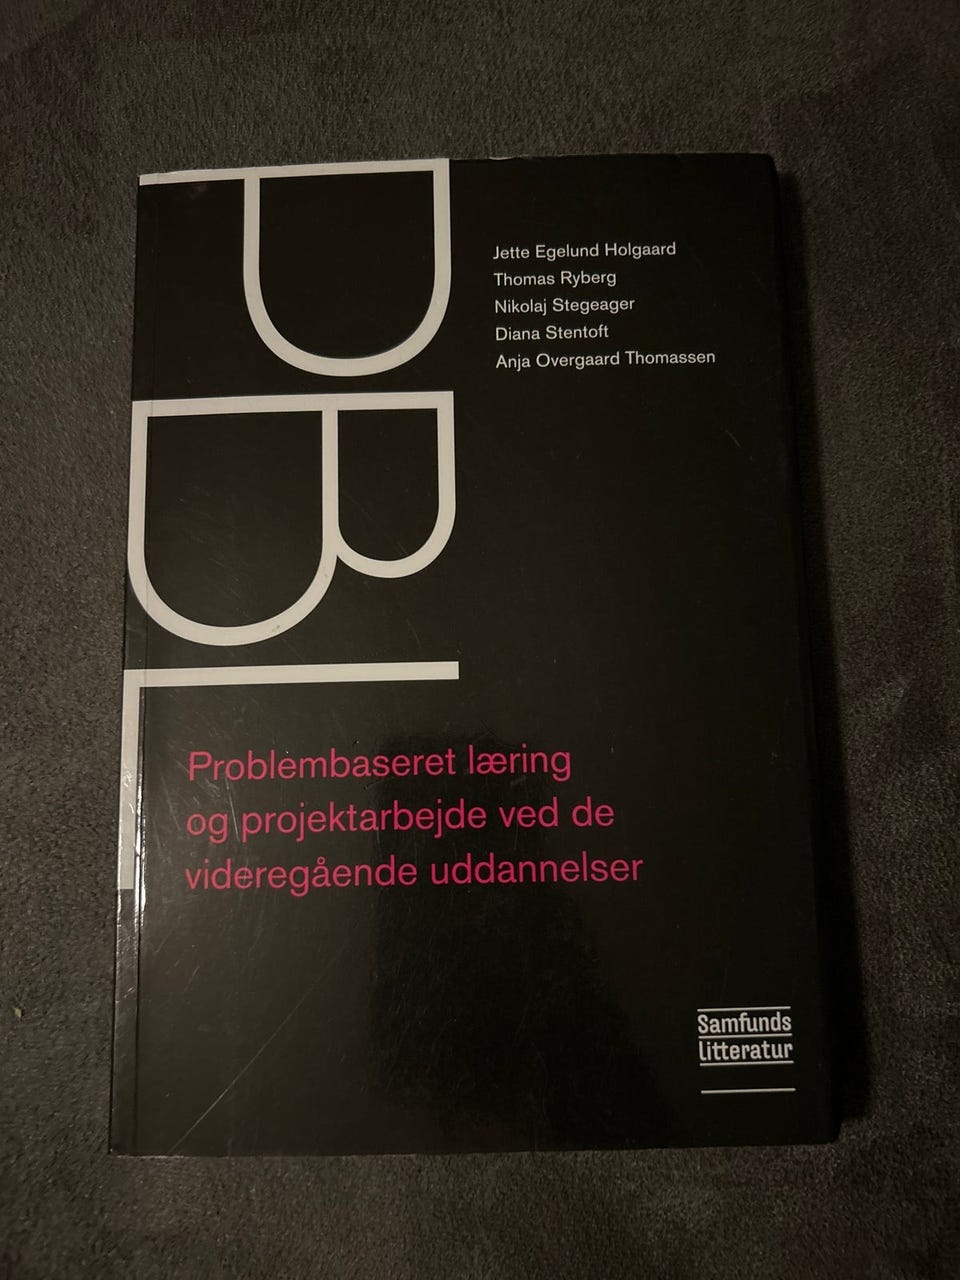 PBL
Jette Egelund Holgaard
Thomas Ryberg
Nikolaj Stegeager
Diana Stentoft
Anja Overgaard Thomassen
Problembaseret læring
og projektarbejde ved de
videregående uddannelser
Samfunds
litteratur